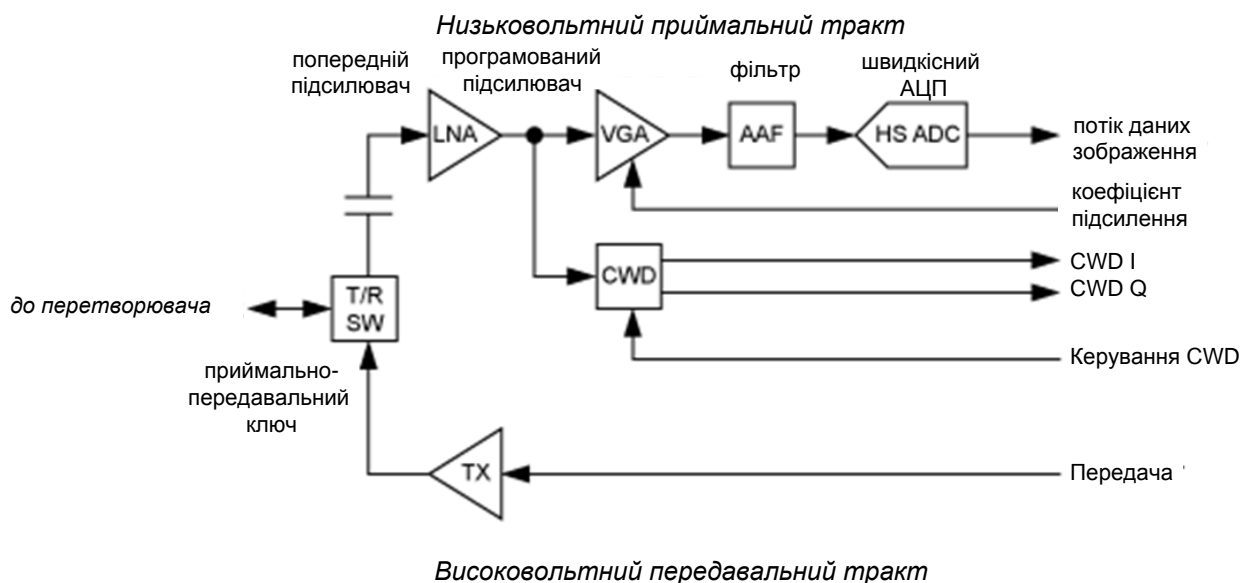 Низьковольтний приймальний тракт
попередній
підсилювач
програмований
підсилювач
фільтр
швидкісний
АЦП
LNA
VGA
AAF
HS ADC
потік даних
зображення
коефіцієнт
підсилення
CWD
CWD I
CWD Q
до перетворювача
T/R
SW
Керування CWD
приймально-
передавальний
ключ
TX
Передача
Високовольтний передавальний тракт